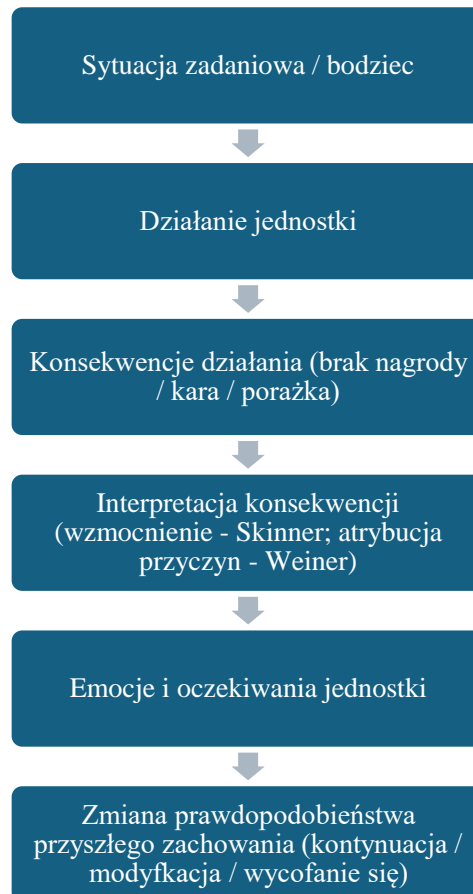 Sytuacja zadaniowa / bodziec
Działanie jednostki
Konsekwencje działania (brak nagrody
/ kara / porażka)
Interpretacja konsekwencji
(wzmocnienie - Skinner; atrybucja
przyczyn - Weiner)
Emocje i oczekiwania jednostki
Zmiana prawdopodobieństwa
przyszłego zachowania (kontynuacja /
modyfkacja / wycofanie się)